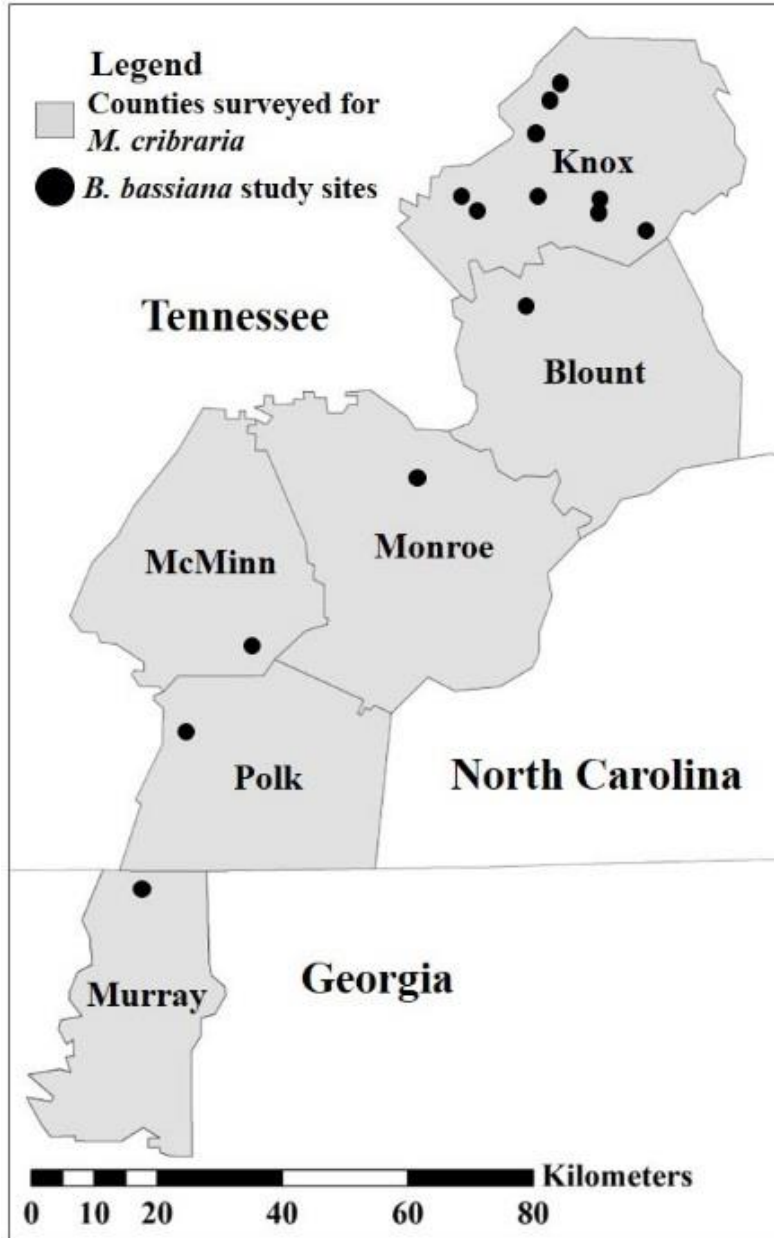 Legend
Counties surveyed for
M. cribraria
B. bassiana study sites
Knox
Tennessee
Blount
McMinn
Monroe
Polk
North Carolina
Murray
Georgia
Kilometers
0 10 20 40 60 80